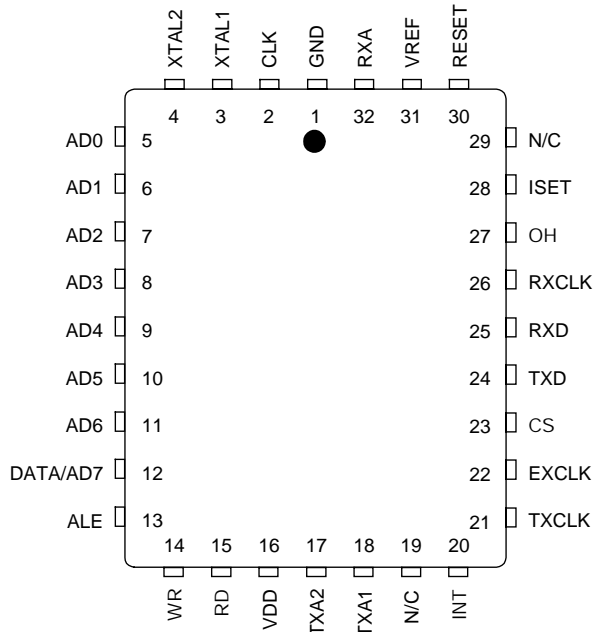 XTAL2 XTAL1 CLK GND RXA VREF RESET
4 3 2 1 32 31 30
AD0 5 29 N/C
AD1 6 28 ISET
AD2 7 27 OH
AD3 8 26 RXCLK
AD4 9 25 RXD
AD5 10 24 TXD
AD6 11 23 CS
DATA/AD7 12 22 EXCLK
ALE 13 21 TXCLK
14 15 16 17 18 19 20
WR RD VDD TXA2 TXA1 N/C INT